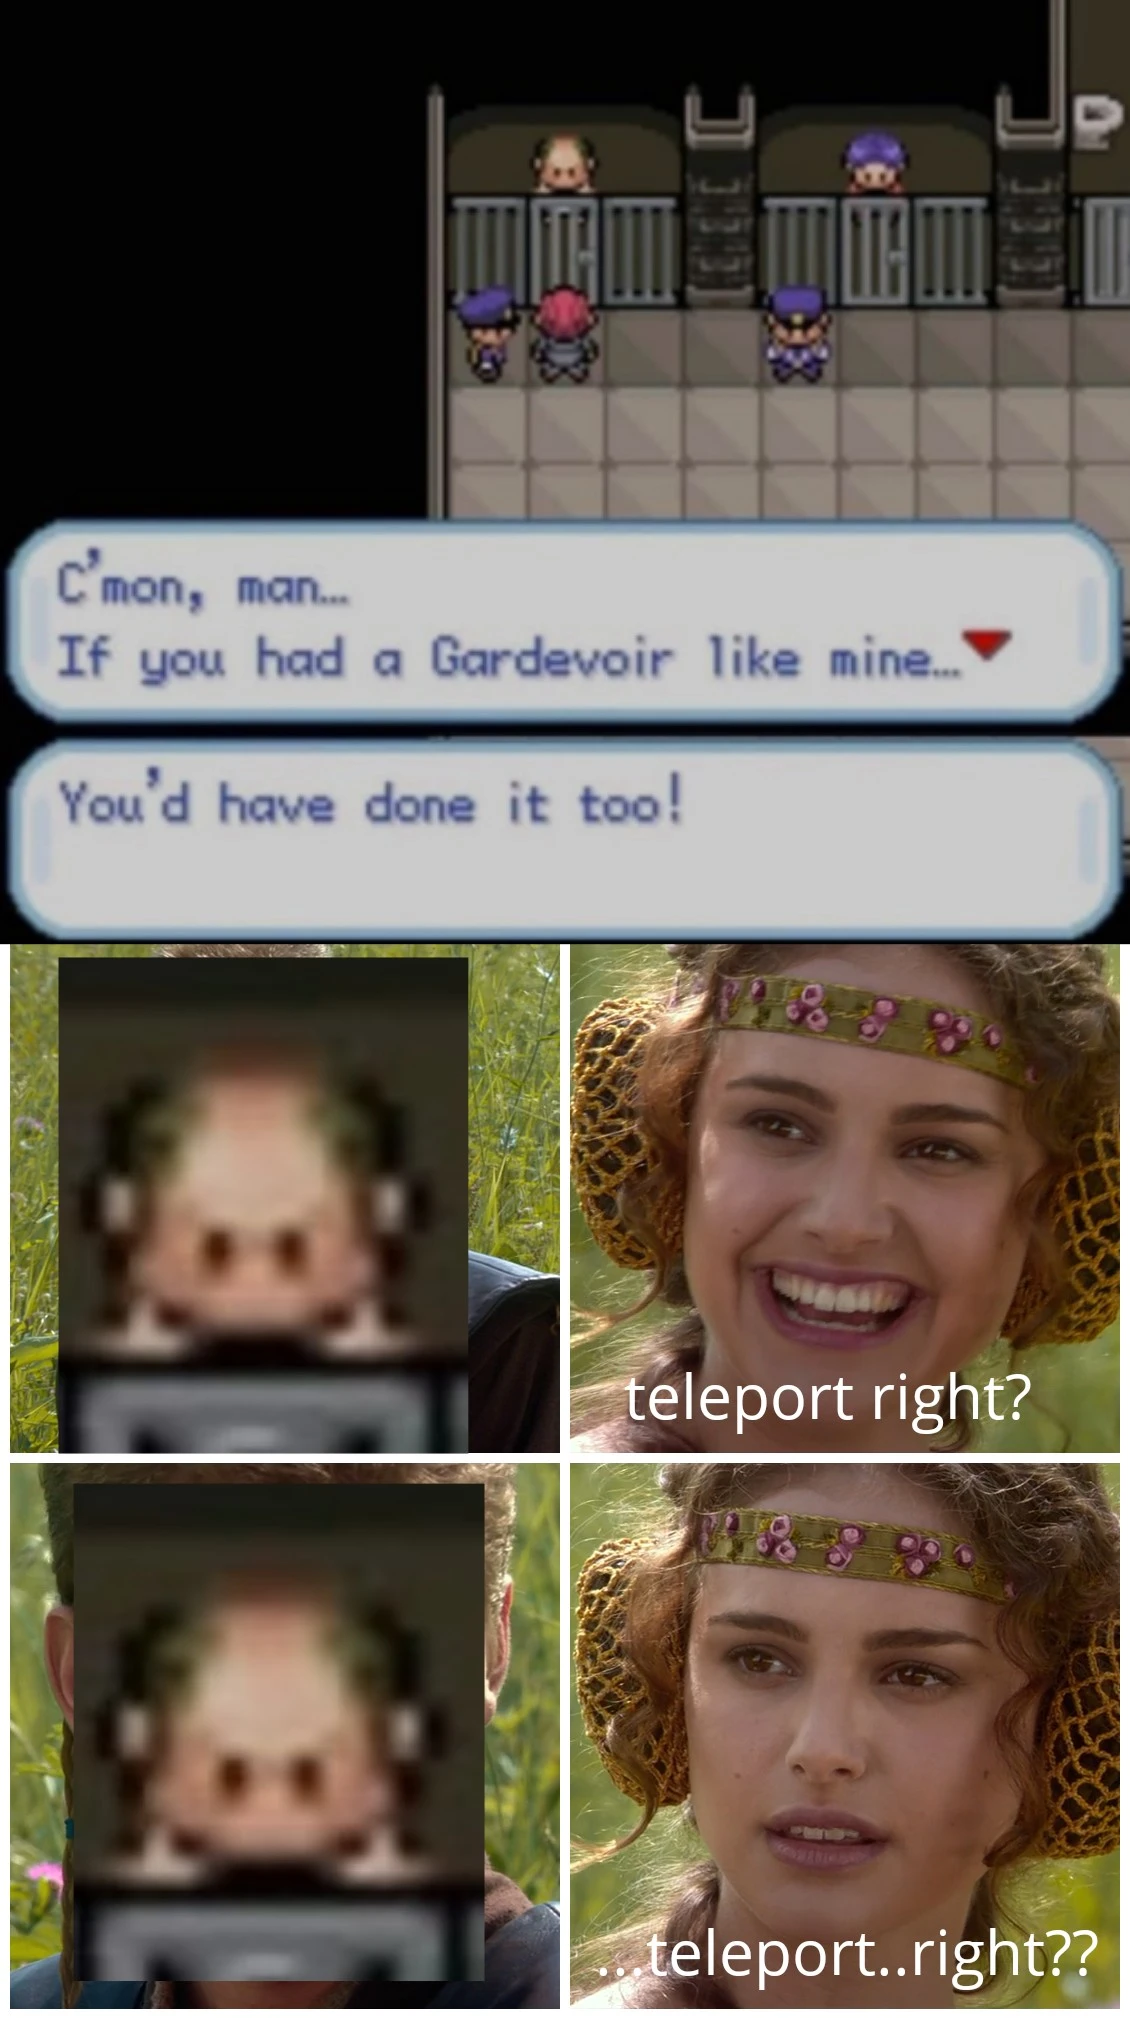 P
C'mon, man…
If you had a Gardevoir like mine…
You'd have done it too!
teleport right?
...teleport..right??